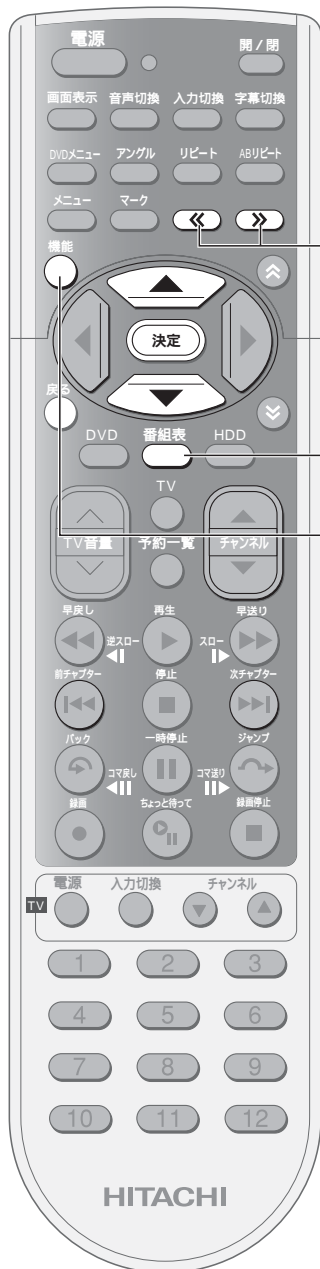 電源 開/閉
画面表示 音声切換 入力切換 字幕切換
DVDメニュー アングル リピート ABリピート
メニュー マーク
機能
決定
戻る
DVD 番組表 HDD
TV
TV音量 予約一覧 チャンネル
早戻し 再生 早送り
逆スロー スロー
前チャプター 停止 次チャプター
バック 一時停止 ジャンプ
コマ戻し コマ送り
録画 ちょっと待って 録画停止
電源 入力切換 チャンネル
TV
1 2 3
4 5 6
7 8 9
10 11 12
HITACHI